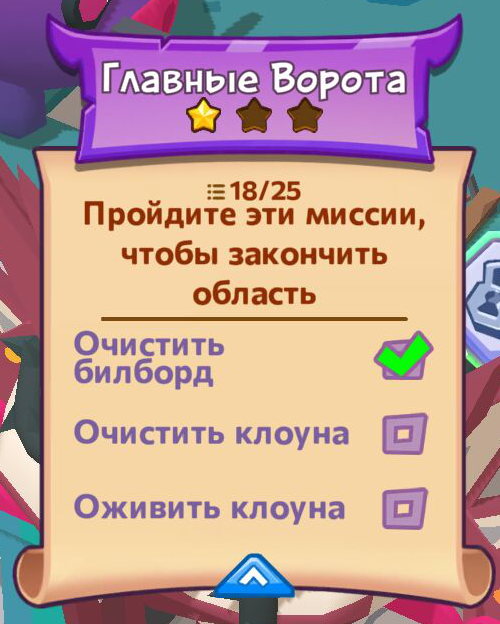 Главные Ворота
18/25
Пройдите эти миссии,
чтобы закончить
область
Очистить
билборд
Очистить клоуна
Оживить клоуна